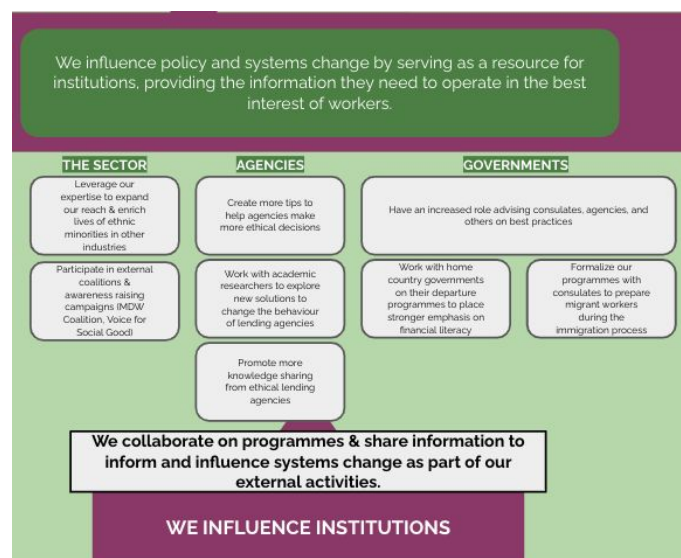 We influence policy and systems change by serving as a resource for
institutions, providing the information they need to operate in the best
interest of workers.
THE SECTOR
Leverage our
expertise to expand
our reach & enrich
lives of ethnic
minorities in other
industries
Participate in external
coalitions &
awareness raising
campaigns (MDW
Coalition, Voice for
Social Good)
AGENCIES
Create more tips to
help agencies make
more ethical decisions
Work with academic
researchers to explore
new solutions to
change the behaviour
of lending agencies
Promote more
knowledge sharing
from ethical lending
agencies
GOVERNMENTS
Have an increased role advising consulates, agencies, and
others on best practices
Work with home
country governments
on their departure
programmes to place
stronger emphasis on
financial literacy
Formalize our
programmes with
consulates to prepare
migrant workers
during the
immigration process
We collaborate on programmes & share information to
inform and influence systems change as part of our
external activities.
WE INFLUENCE INSTITUTIONS